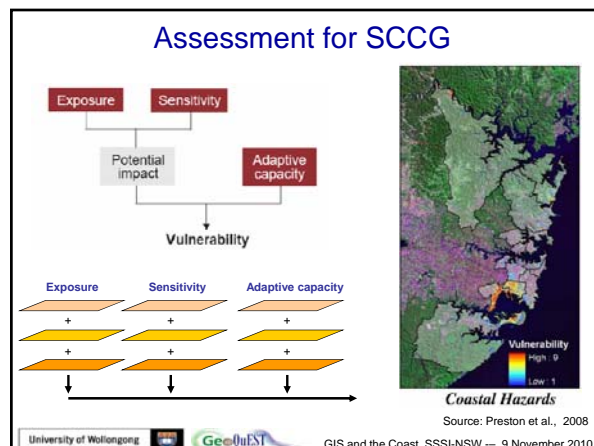 Assessment for SCCG
Exposure
Sensitivity
Potential
impact
Adaptive
capacity
Vulnerability
Exposure Sensitivity Adaptive capacity
+ + +
+ + +
Vulnerability
High : 9
Low : 1
Coastal Hazards
Source: Preston et al., 2008
University of Wollongong
GeoQuEST
GIS and the Coast, SSSI-NSW --- 9 November 2010